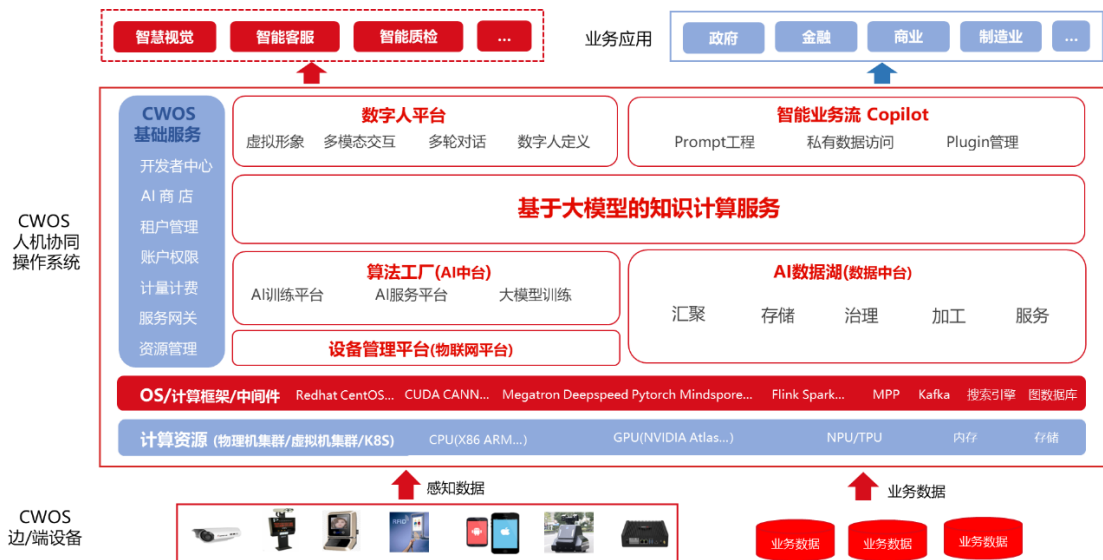 智慧视觉 智能客服 智能质检 ... 业务应用 政府 金融 商业 制造业 ...
CWOS
基础服务
开发者中心
AI 商 店
租户管理
账户权限
计量计费
服务网关
资源管理
数字人平台
虚拟形象 多模态交互 多轮对话 数字人定义
智能业务流 Copilot
Prompt工程 私有数据访问 Plugin管理
基于大模型的知识计算服务
CWOS
人机协同
操作系统
算法工厂(AI中台)
AI训练平台 AI服务平台 大模型训练
AI数据湖(数据中台)
汇聚 存储 治理 加工 服务
设备管理平台(物联网平台)
OS/计算框架/中间件 Redhat CentOS... CUDA CANN... Megatron Deepspeed Pytorch Mindspore... Flink Spark... MPP Kafka 搜索引擎 图数据库
计算资源 (物理机集群/虚拟机集群/K8S) CPU(X86 ARM...) GPU(NVIDIA Atlas...) NPU/TPU 内存 存储
感知数据 业务数据
CWOS
边/端设备
业务数据 业务数据 业务数据